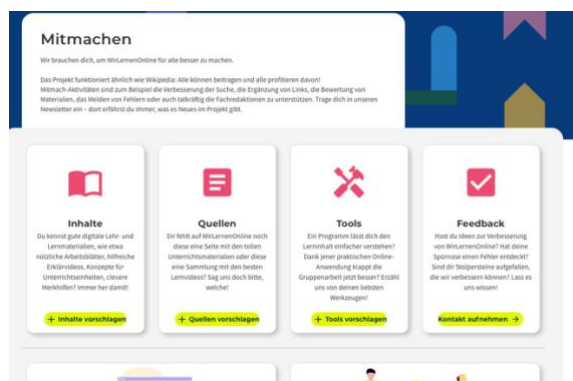 Mitmachen
Wir brauchen dich, um WirLernenOnline für alle besser zu machen.
Das Projekt funktioniert ähnlich wie Wikipedia: Alle können beitragen und alle profitieren davon!
Mitmach-Aktivitäten sind zum Beispiel die Verbesserung der Suche, die Ergänzung von Links, die Bewertung von
Materialien, das Melden von Fehlern oder auch tatkräftig die Fachredaktionen zu unterstützen. Trage dich in unseren
Newsletter ein – dort erfährst du immer, was es Neues im Projekt gibt.
Inhalte
Du kennst gute digitale Lehr- und
Lernmaterialien, wie etwa
nützliche Arbeitsblätter, hilfreiche
Erklärvideos, Konzepte für
Unterrichtseinheiten, clevere
Merkhilfen? Immer her damit!
+ Inhalte vorschlagen
Quellen
Dir fehlt auf WirLernenOnline noch
diese eine Seite mit den tollen
Unterrichtsmaterialien oder diese
eine Sammlung mit den besten
Lernvideos? Sag uns doch bitte,
welche!
+ Quellen vorschlagen
Tools
Ein Programm lässt dich den
Lerninhalt einfacher verstehen?
Dank jener praktischen Online-
Anwendung klappt die
Gruppenarbeit jetzt besser? Erzähl
uns von deinen liebsten
Werkzeugen!
+ Tools vorschlagen
Feedback
Hast du Ideen zur Verbesserung
von WirLernenOnline? Hat deine
Spürnase einen Fehler entdeckt?
Sind dir Stolpersteine aufgefallen,
die wir verbessern können? Lass es
uns wissen!
Kontakt aufnehmen →